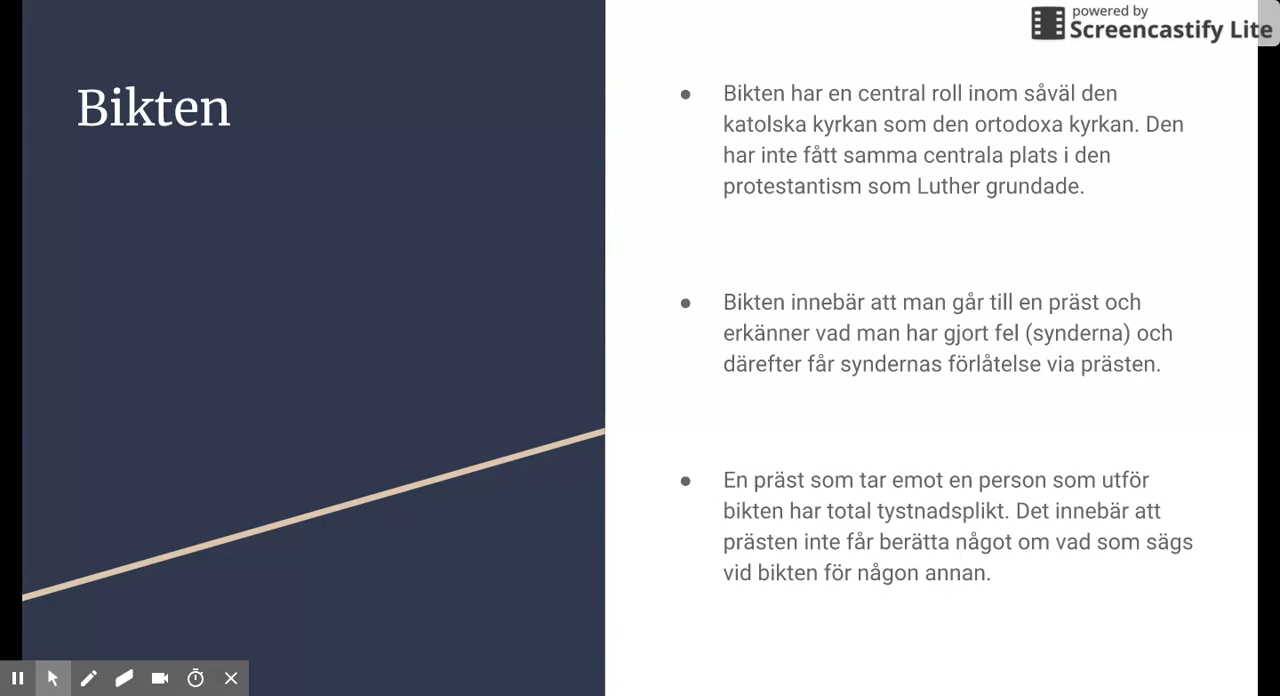 powered by
Screencastify Lite
Bikten
● Bikten har en central roll inom såväl den
katolska kyrkan som den ortodoxa kyrkan. Den
har inte fått samma centrala plats i den
protestantism som Luther grundade.
● Bikten innebär att man går till en präst och
erkänner vad man har gjort fel (synderna) och
därefter får syndernas förlåtelse via prästen.
● En präst som tar emot en person som utför
bikten har total tystnadsplikt. Det innebär att
prästen inte får berätta något om vad som sägs
vid bikten för någon annan.